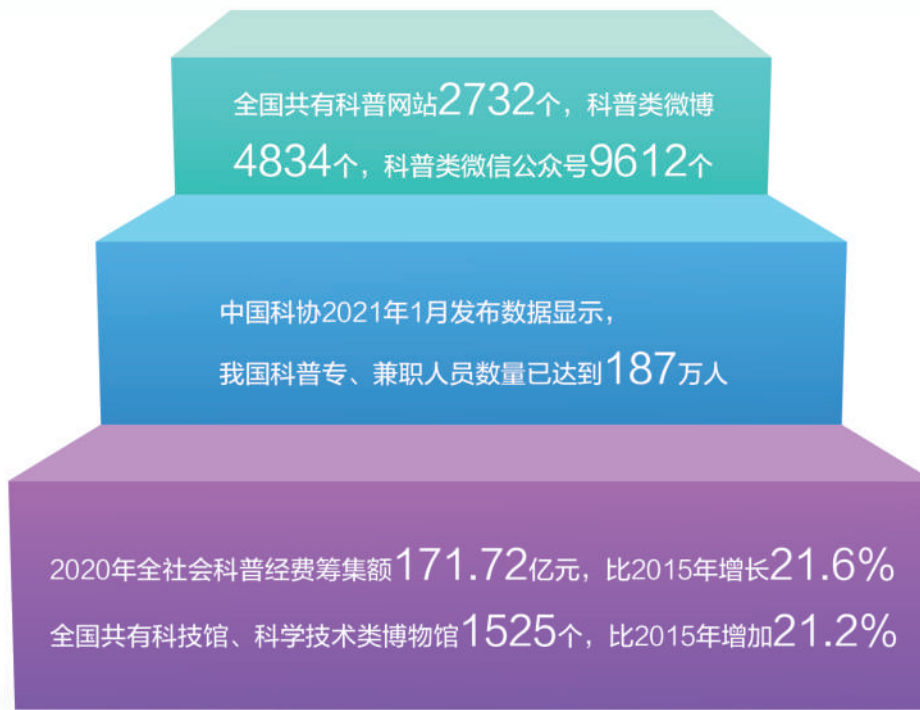 全国共有科普网站2732个，科普类微博
4834个，科普类微信公众号9612个
中国科协2021年1月发布数据显示，
我国科普专、兼职人员数量已达到187万人
2020年全社会科普经费筹集额171.72亿元，比2015年增长21.6%
全国共有科技馆、科学技术类博物馆1525个，比2015年增加21.2%